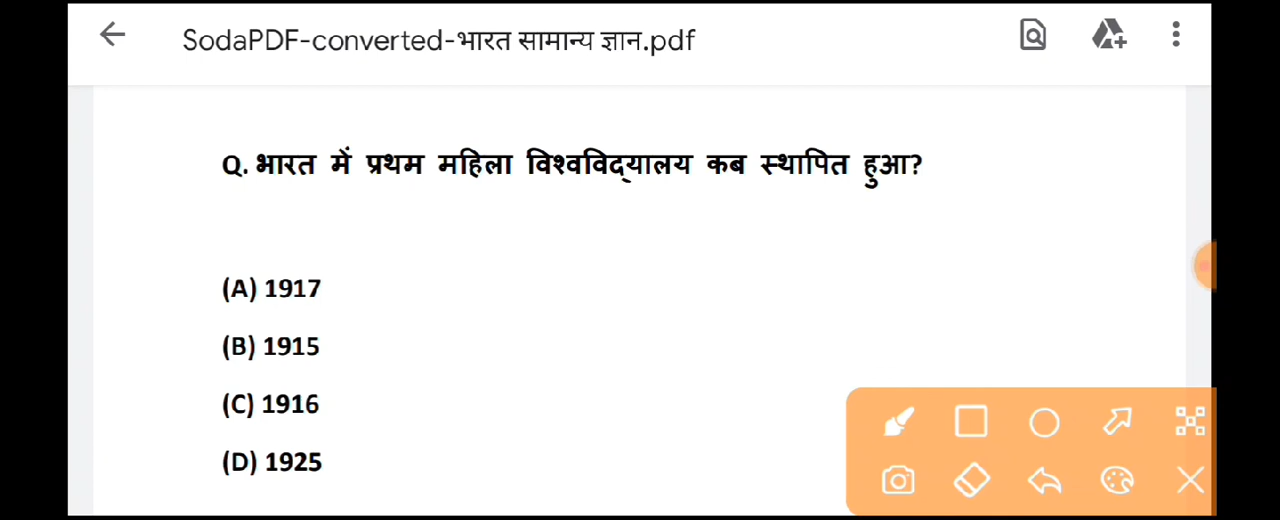 SodaPDF-converted-भारत सामान्य ज्ञान.pdf
Q. भारत में प्रथम महिला विश्वविद्यालय कब स्थापित हुआ?
(A) 1917
(B) 1915
(C) 1916
(D) 1925